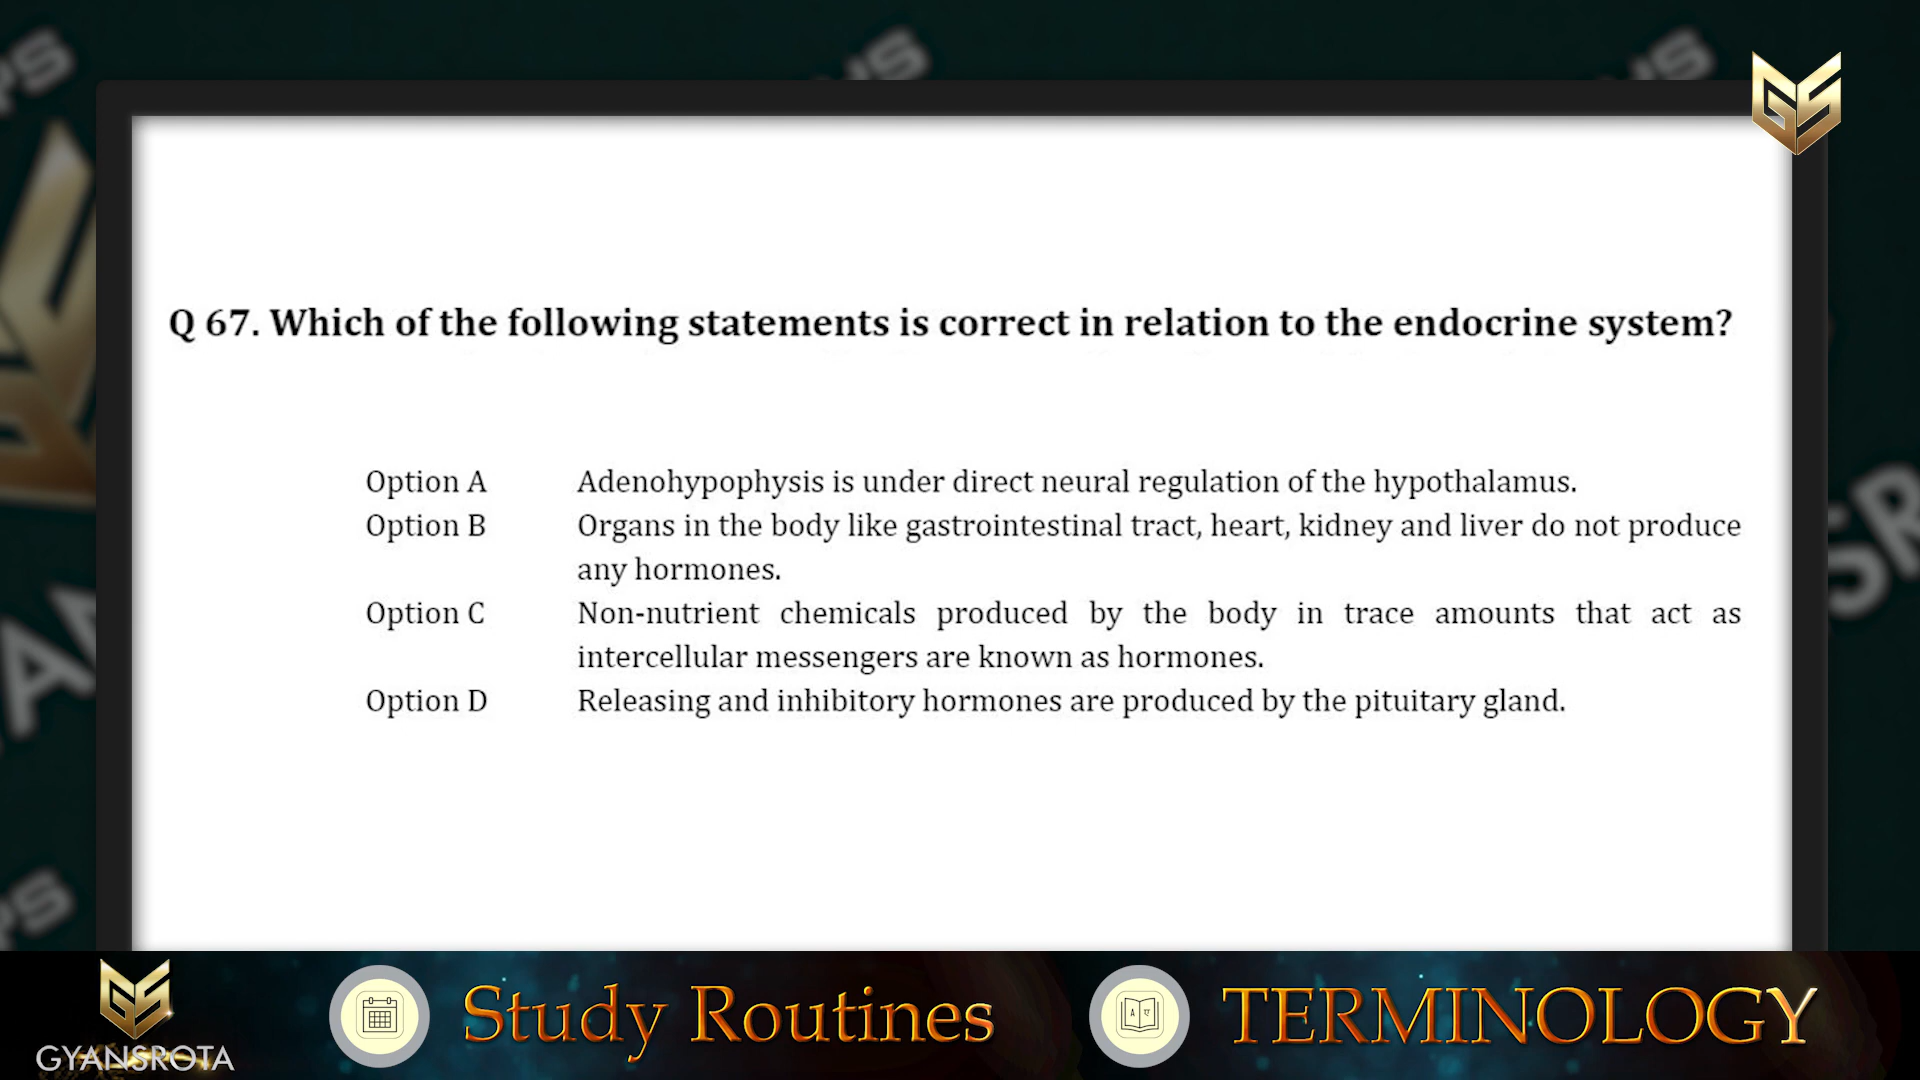 Q 67. Which of the following statements is correct in relation to the endocrine system?
Option A Adenohypophysis is under direct neural regulation of the hypothalamus.
Option B Organs in the body like gastrointestinal tract, heart, kidney and liver do not produce
any hormones.
Option C Non-nutrient chemicals produced by the body in trace amounts that act as
intercellular messengers are known as hormones.
Option D Releasing and inhibitory hormones are produced by the pituitary gland.
GS
GYANSROTA
Study Routines
TERMINOLOGY